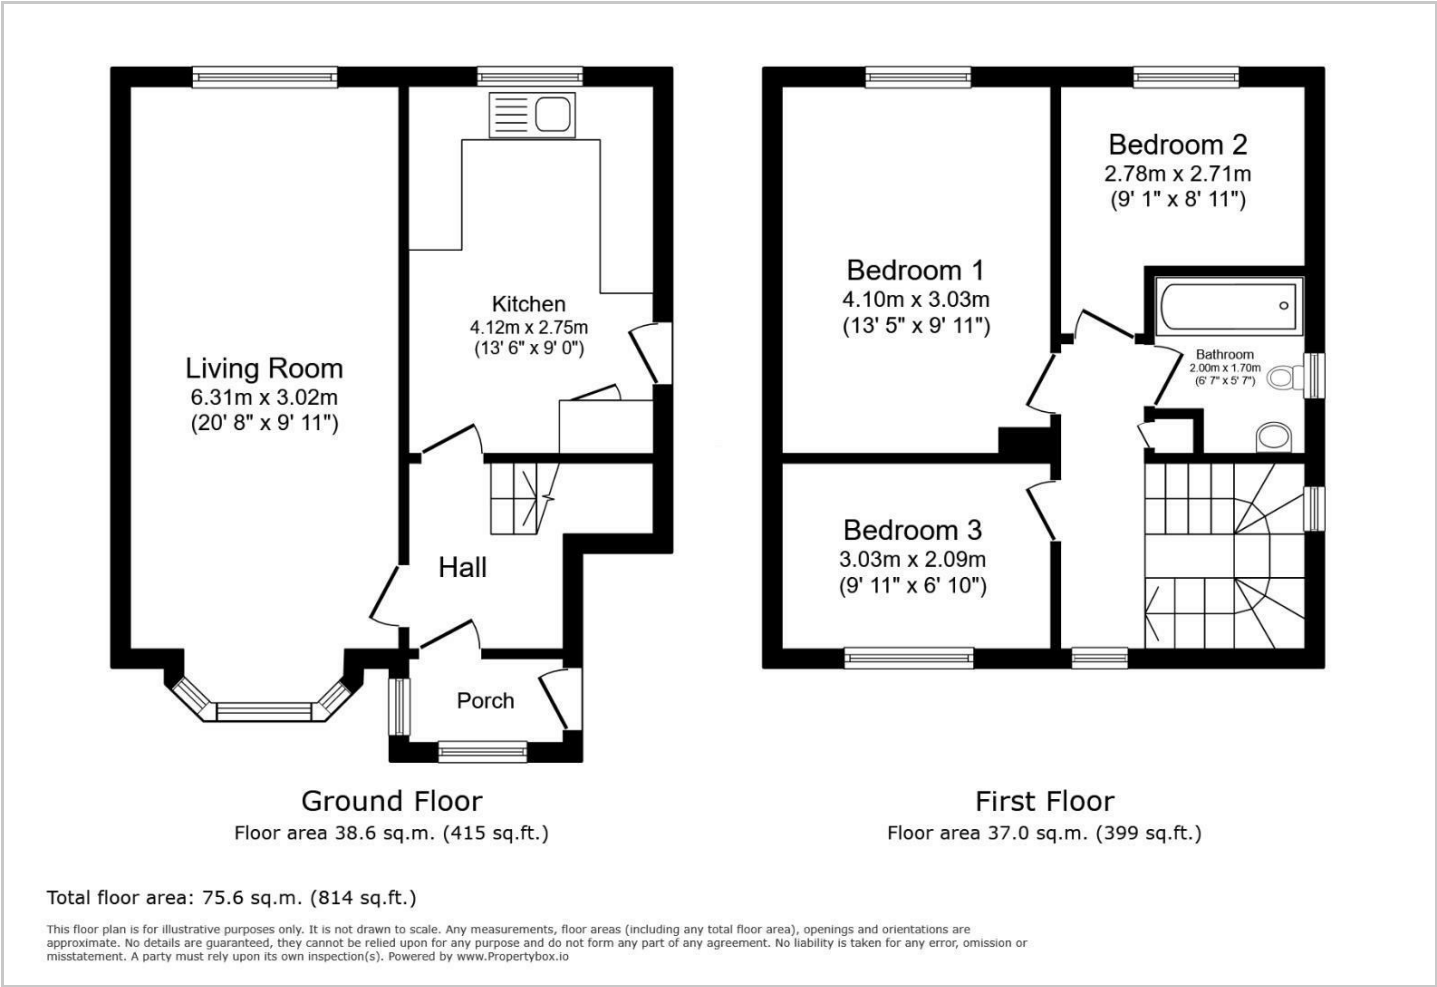 Living Room
6.31m x 3.02m
(20' 8" x 9' 11")
Kitchen
4.12m x 2.75m
(13' 6" x 9' 0")
Hall
Porch
Ground Floor
Floor area 38.6 sq.m. (415 sq.ft.)
Bedroom 1
4.10m x 3.03m
(13' 5" x 9' 11")
Bedroom 2
2.78m x 2.71m
(9' 1" x 8' 11")
Bathroom
2.00m x 1.70m
(6' 7" x 5' 7")
Bedroom 3
3.03m x 2.09m
(9' 11" x 6' 10")
First Floor
Floor area 37.0 sq.m. (399 sq.ft.)
Total floor area: 75.6 sq.m. (814 sq.ft.)
This floor plan is for illustrative purposes only. It is not drawn to scale. Any measurements, floor areas (including any total floor area), openings and orientations are
approximate. No details are guaranteed, they cannot be relied upon for any purpose and do not form any part of any agreement. No liability is taken for any error, omission or
misstatement. A party must rely upon its own inspection(s). Powered by www.Propertybox.io